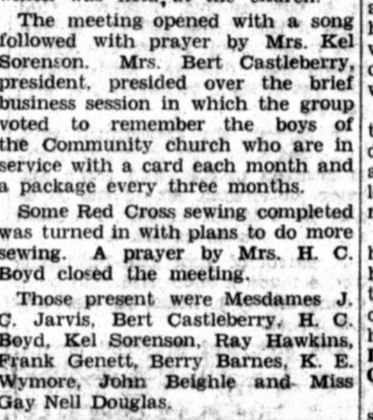 at the church.
The meeting opened with a song
followed with prayer by Mrs. Kel
Sorenson. Mrs. Bert Castleberry,
president, presided over the brief
business session in which the group
voted to remember the boys of
the Community church who are in
service with a card each month and
a package every three months.
Some Red Cross sewing completed
was turned in with plans to do more
sewing. A prayer by Mrs. H. C.
Boyd closed the meeting.
Those present were Mesdames J.
C. Jarvis, Bert Castleberry, H. C.
Boyd, Kel Sorenson, Ray Hawkins,
Frank Genett, Berry Barnes, K. E.
Wymore, John Beighle and Miss
Gay Nell Douglas.